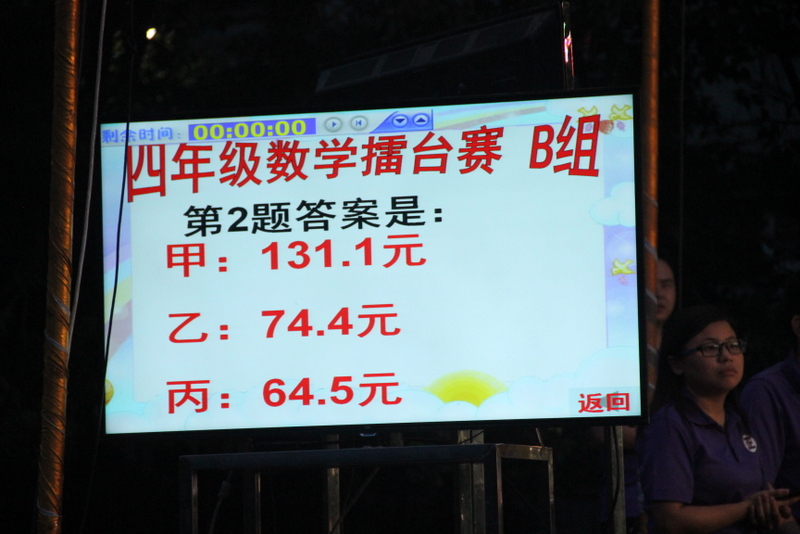 剩余时间: 00:00:00
四年级数学擂台赛 B组
第2题答案是:
甲: 131.1元
乙: 74.4元
丙: 64.5元
返回